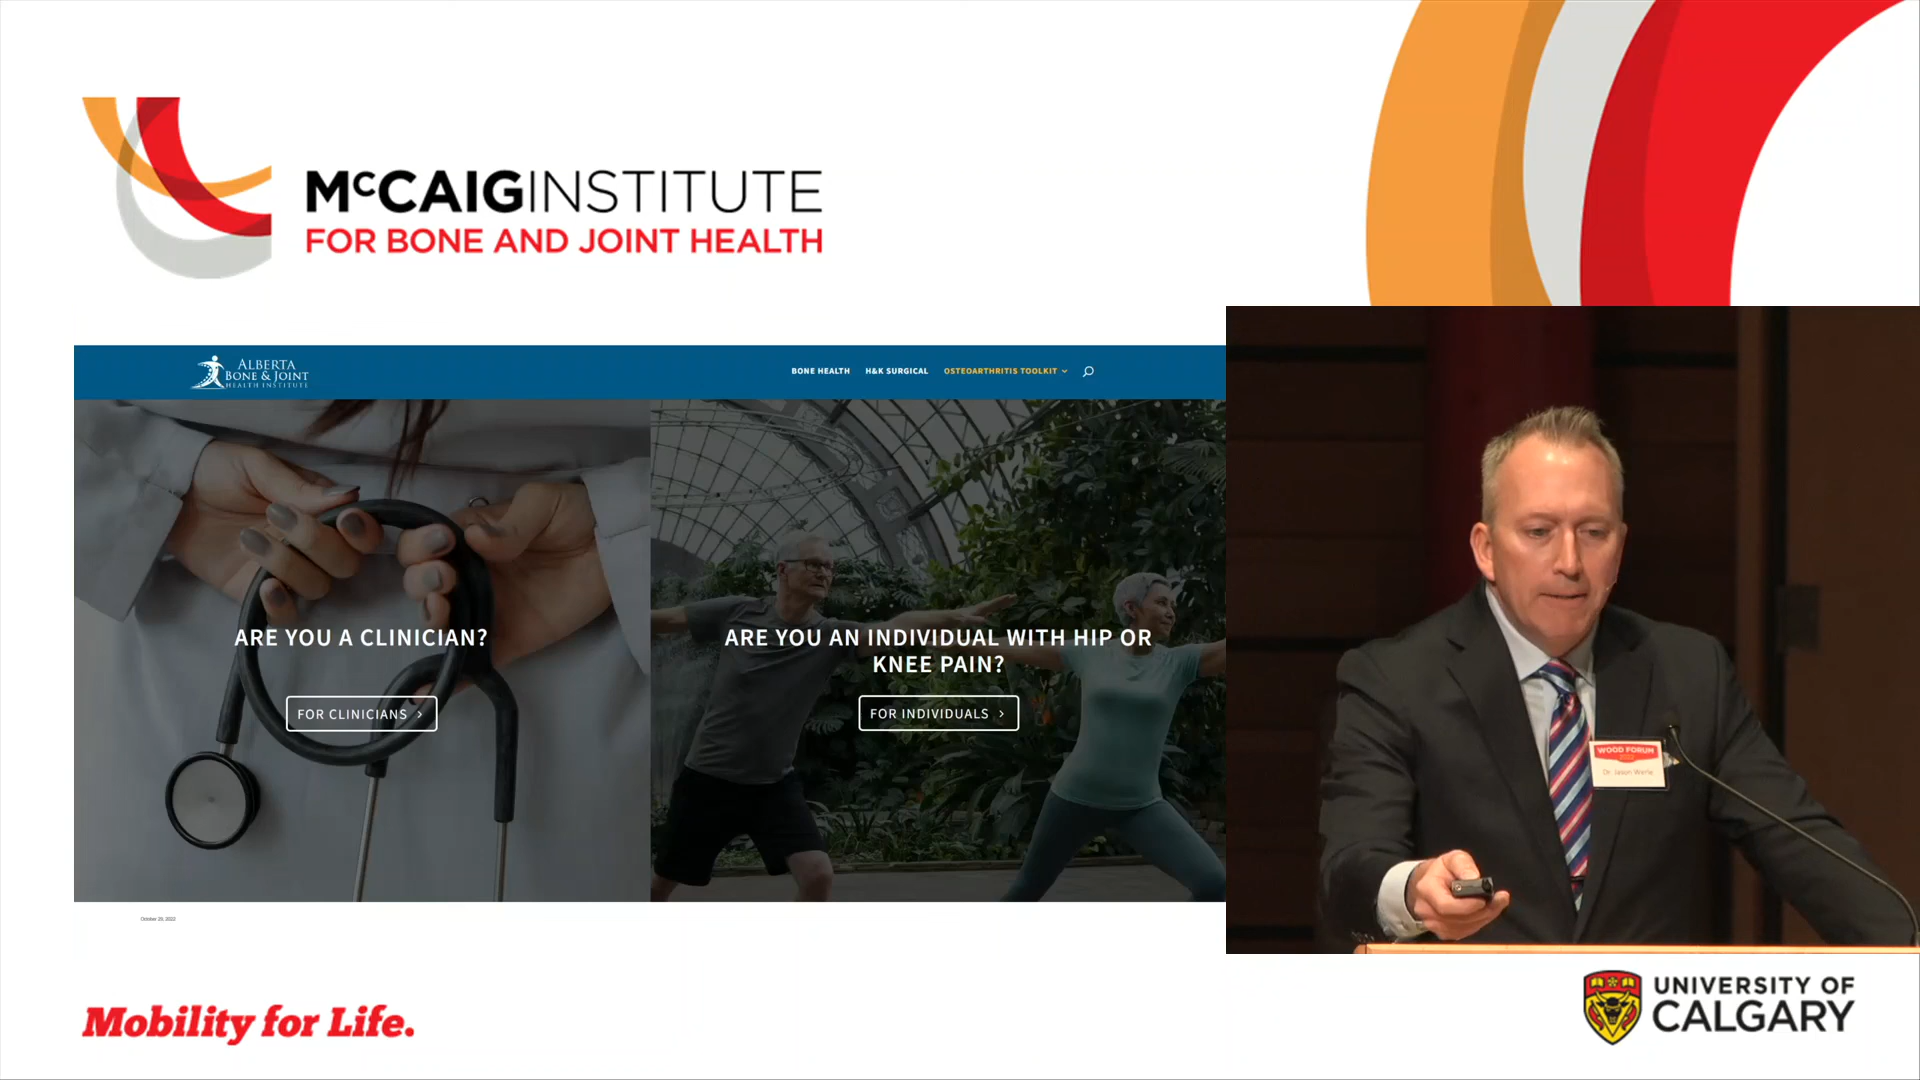 McCAIGINSTITUTE
FOR BONE AND JOINT HEALTH
ALBERTA
BONE & JOINT
HEALTH INSTITUTE
BONE HEALTH
H&K SURGICAL
OSTEOARTHRITIS TOOLKIT
ARE YOU A CLINICIAN?
FOR CLINICIANS >
ARE YOU AN INDIVIDUAL WITH HIP OR
KNEE PAIN?
FOR INDIVIDUALS >
WOOD FORUM
2022
Dr. Jason Werle
October 29, 2022
Mobility for Life.
UNIVERSITY OF
CALGARY